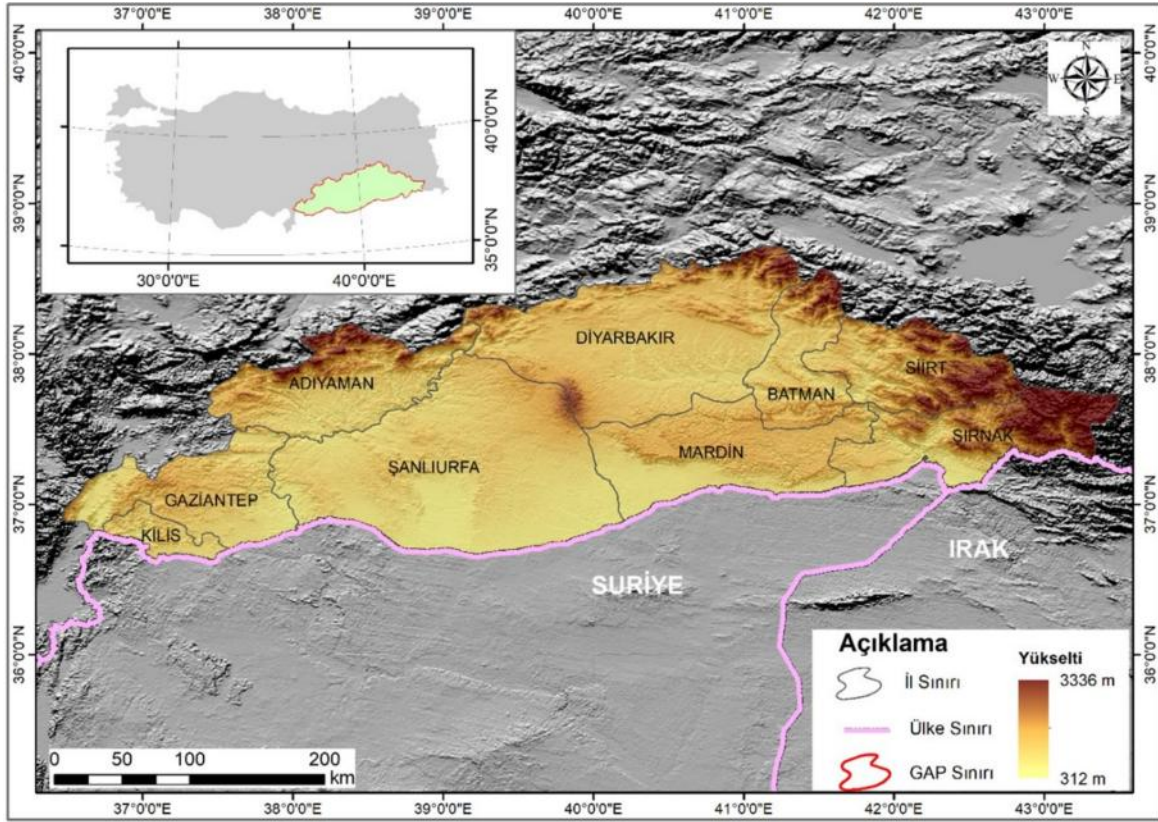 37°0'0"E 38°0'0"E 39°0'0"E 40°0'0"E 41°0'0"E 42°0'0"E 43°0'0"E
40°0'0"N
39°0'0"N
38°0'0"N
37°0'0"N
36°0'0"N
40°0'0"N
35°0'0"N
30°0'0"E 40°0'0"E
N
W E
S
40°0'0"N
39°0'0"N
38°0'0"N
37°0'0"N
36°0'0"N
DİYARBAKIR
ADIYAMAN
SİİRT
BATMAN
ŞIRNAK
MARDİN
ŞANLIURFA
GAZİANTEP
KİLİS
IRAK
SURİYE
Açıklama
İl Sınırı
Ülke Sınırı
GAP Sınırı
Yükselti
3336 m
312 m
0 50 100 200
km
37°0'0"E 38°0'0"E 39°0'0"E 40°0'0"E 41°0'0"E 42°0'0"E 43°0'0"E